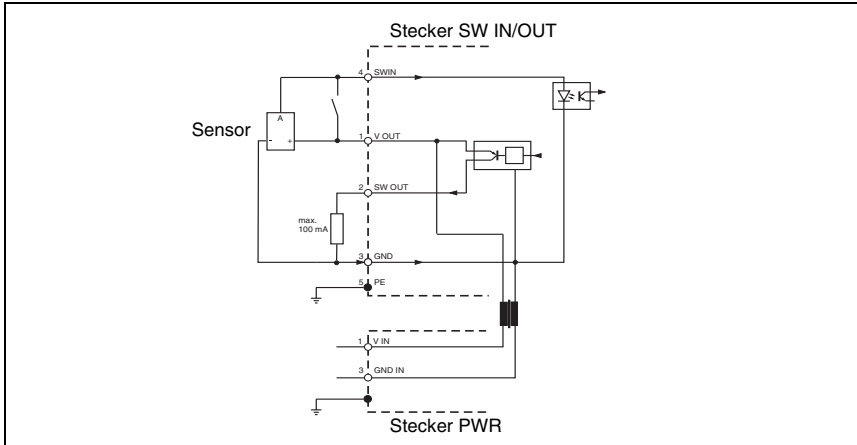 Stecker SW IN/OUT
4 SWIN
A
Sensor
- +
1 V OUT
2 SW OUT
max.
100 mA
3 GND
5 PE
1 V IN
3 GND IN
Stecker PWR